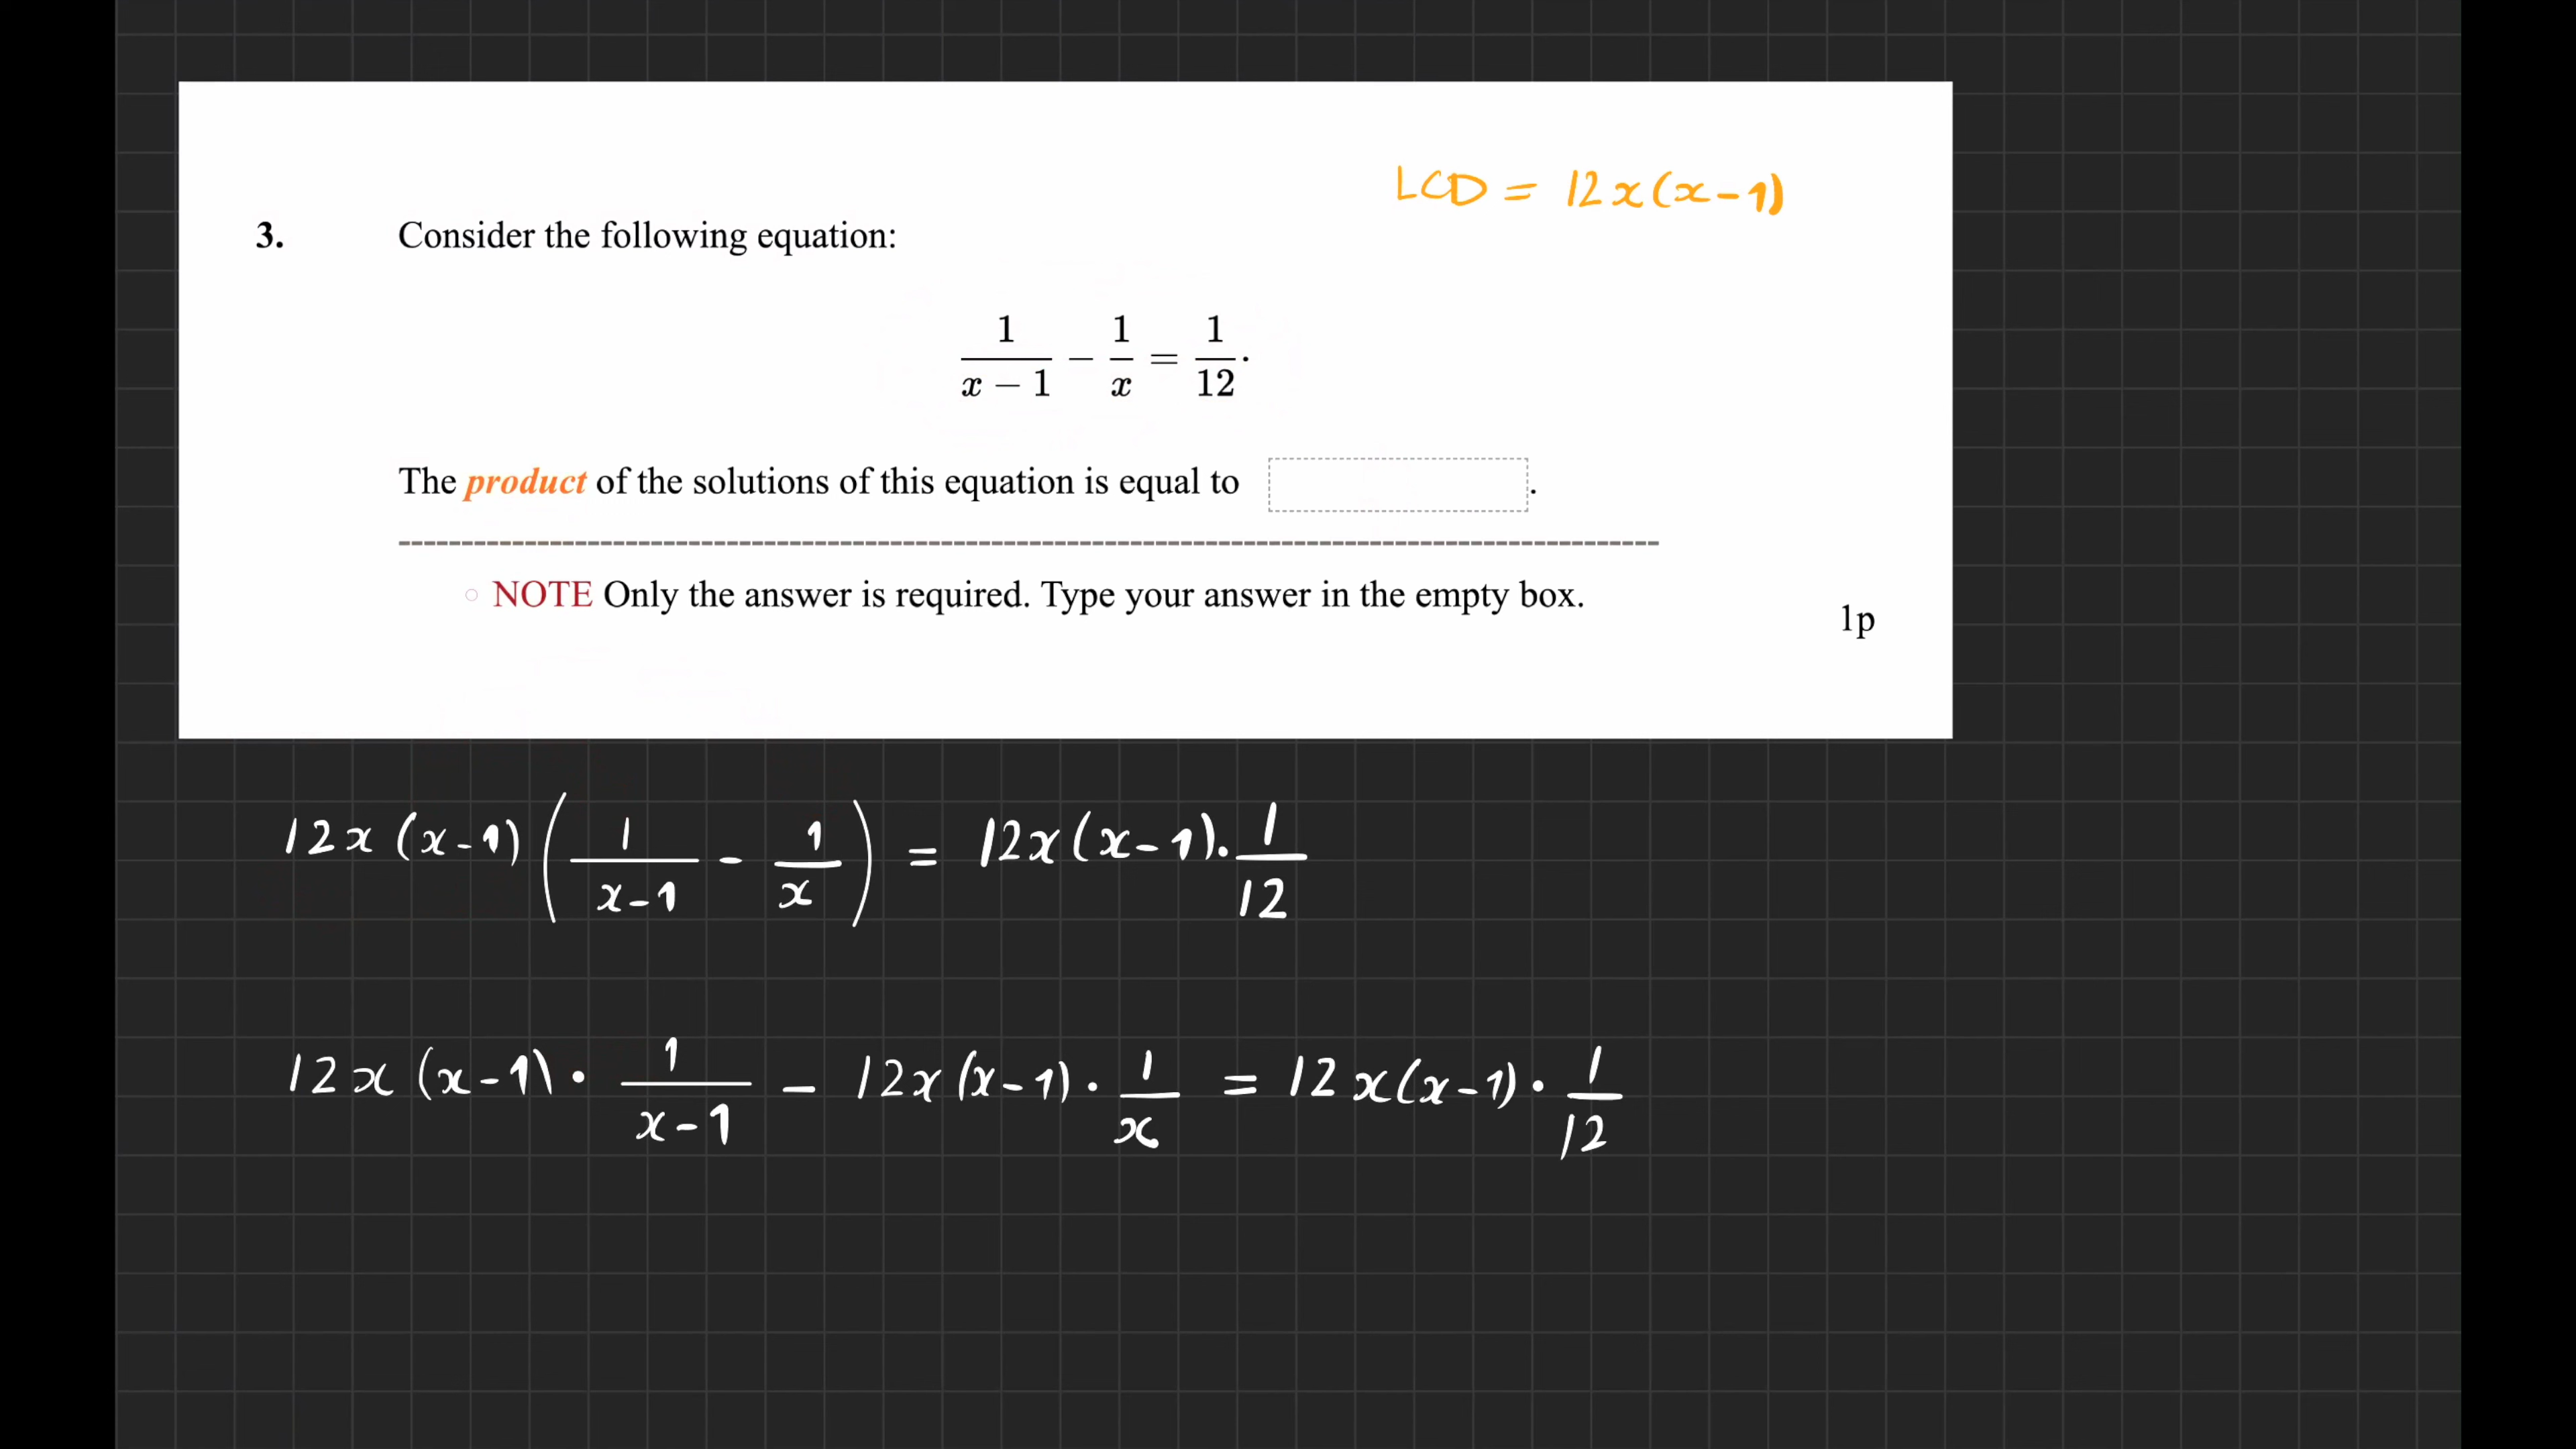 LCD = 12x(x-1)
3. Consider the following equation:
1/(x − 1) − 1/x = 1/12.
The product of the solutions of this equation is equal to .
○ NOTE Only the answer is required. Type your answer in the empty box.
1p
12x (x-1) (1/(x-1) - 1/x) = 12x(x-1) · 1/12
12x (x-1) · 1/(x-1) - 12x (x-1) · 1/x = 12x(x-1) · 1/12